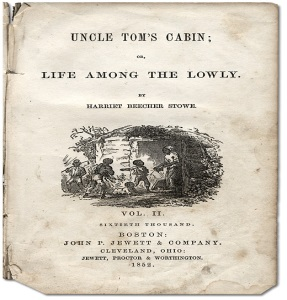 UNCLE TOM'S CABIN;
OR,
LIFE AMONG THE LOWLY.
BY
HARRIET BEECHER STOWE.
VOL. II.
SIXTIETH THOUSAND.
BOSTON:
JOHN P. JEWETT & COMPANY.
CLEVELAND, OHIO:
JEWETT, PROCTOR & WORTHINGTON.
1852.